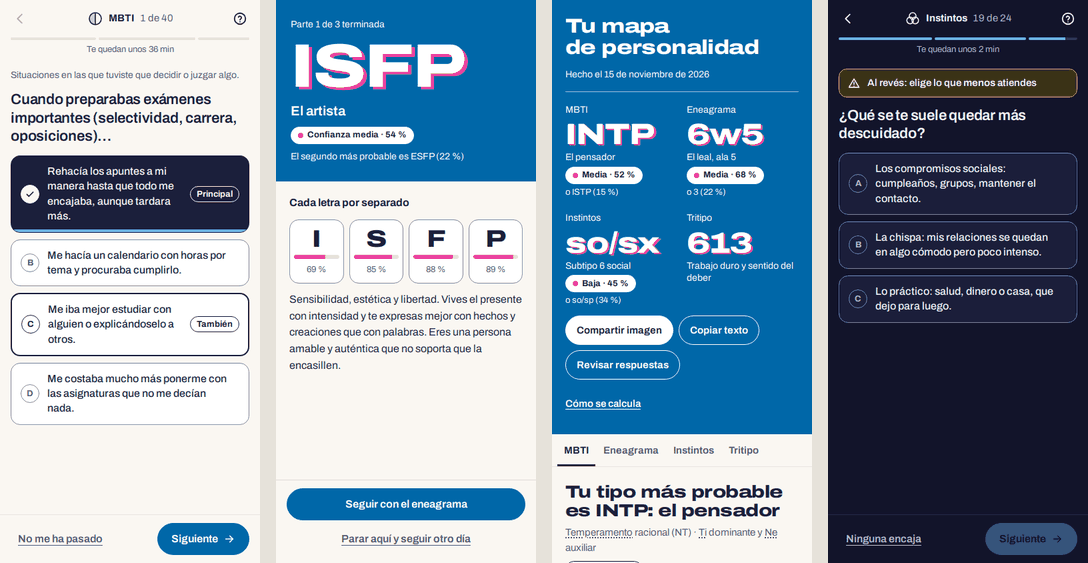 MBTI 1 de 40
Te quedan unos 36 min
Situaciones en las que tuviste que decidir o juzgar algo.
Cuando preparabas exámenes
importantes (selectividad, carrera,
oposiciones)…
Rehacía los apuntes a mi
manera hasta que todo me
encajaba, aunque tardara
más.
Principal
B
Me hacía un calendario con horas por
tema y procuraba cumplirlo.
C
Me iba mejor estudiar con
alguien o explicándoselo a
otros.
También
D
Me costaba mucho más ponerme con
las asignaturas que no me decían
nada.
No me ha pasado
Siguiente →
Parte 1 de 3 terminada
ISFP
El artista
Confianza media · 54 %
El segundo más probable es ESFP (22 %)
Cada letra por separado
I S F P
69 % 85 % 88 % 89 %
Sensibilidad, estética y libertad. Vives el presente
con intensidad y te expresas mejor con hechos y
creaciones que con palabras. Eres una persona
amable y auténtica que no soporta que la
encasillen.
Seguir con el eneagrama
Parar aquí y seguir otro día
Tu mapa
de personalidad
Hecho el 15 de noviembre de 2026
MBTI
INTP
El pensador
Media · 52 %
o ISTP (15 %)
Eneagrama
6w5
El leal, ala 5
Media · 68 %
o 3 (22 %)
Instintos
so/sx
Subtipo 6 social
Baja · 45 %
o so/sp (34 %)
Tritipo
613
Trabajo duro y sentido del
deber
Compartir imagen
Copiar texto
Revisar respuestas
Cómo se calcula
MBTI Eneagrama Instintos Tritipo
Tu tipo más probable
es INTP: el pensador
Temperamento racional (NT) · Ti dominante y Ne
auxiliar
Instintos 19 de 24
Te quedan unos 2 min
Al revés: elige lo que menos atiendes
¿Qué se te suele quedar más
descuidado?
A
Los compromisos sociales:
cumpleaños, grupos, mantener el
contacto.
B
La chispa: mis relaciones se quedan
en algo cómodo pero poco intenso.
C
Lo práctico: salud, dinero o casa, que
dejo para luego.
Ninguna encaja
Siguiente →